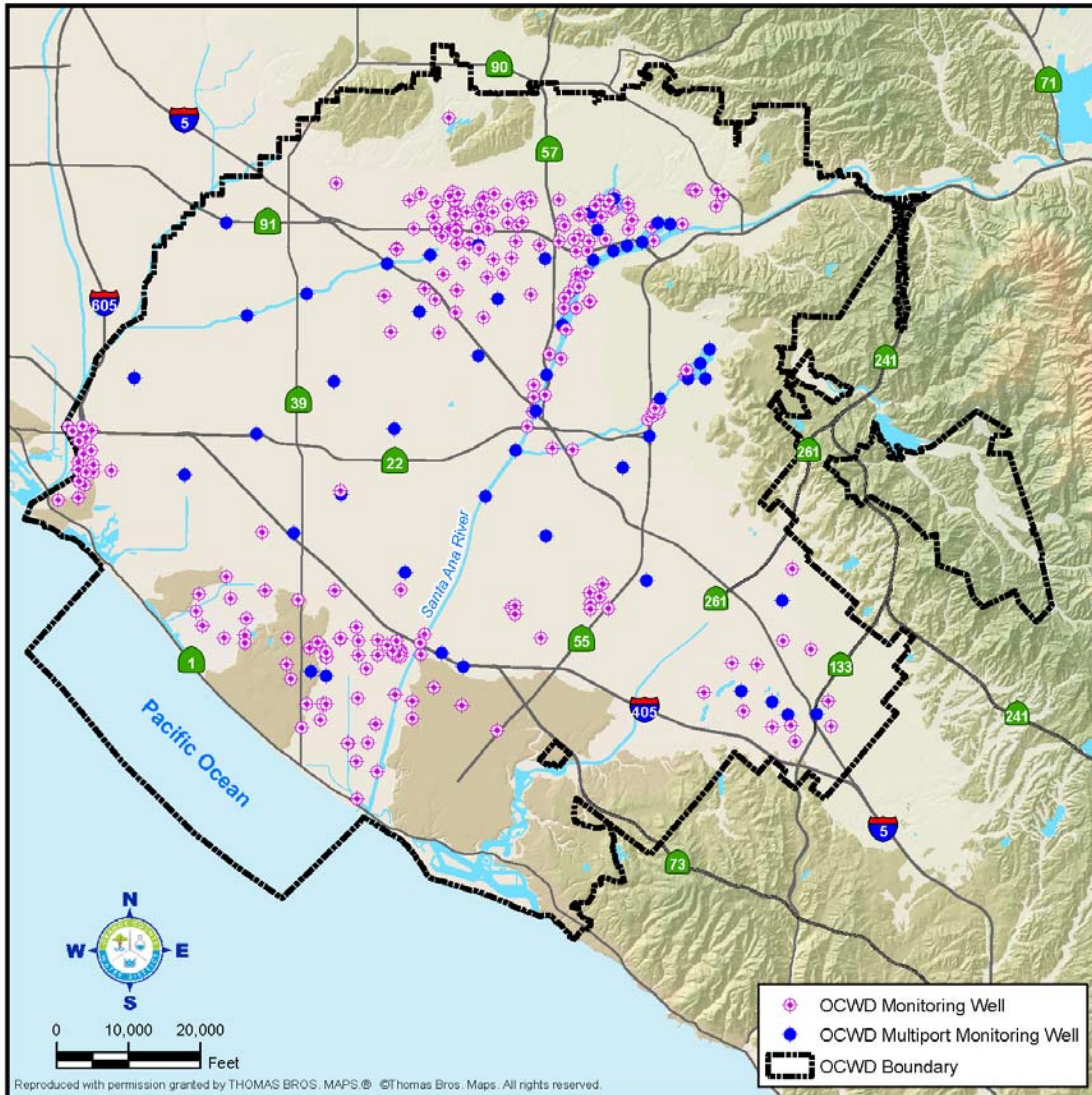 90
71
5
57
91
605
241
39
261
22
Santa Ana River
261
55
133
1
405
241
Pacific Ocean
5
73
N
W
E
S
0 10,000 20,000
Feet
OCWD Monitoring Well
OCWD Multiport Monitoring Well
OCWD Boundary
Reproduced with permission granted by THOMAS BROS. MAPS.® ©Thomas Bros. Maps. All rights reserved.